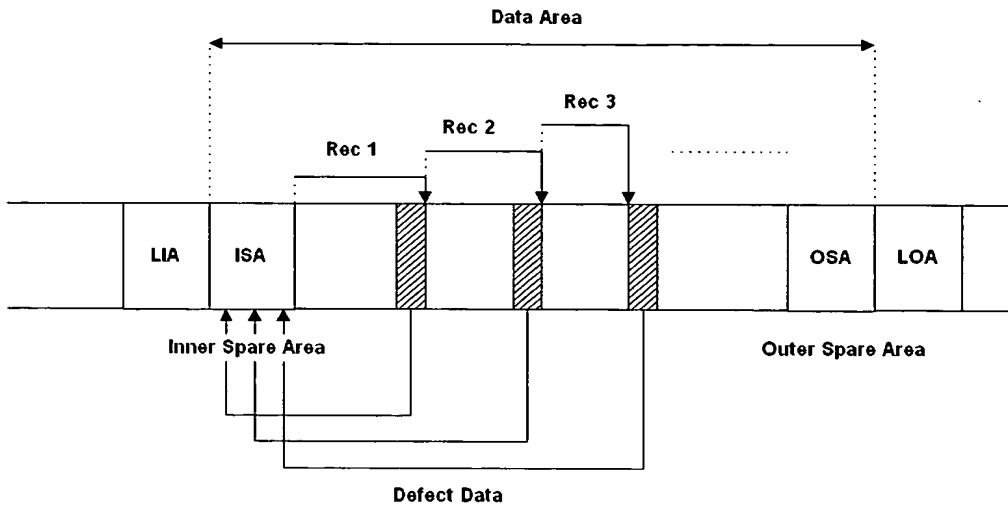 Data Area
Rec 3
Rec 2
Rec 1
LIA
ISA
OSA
LOA
Inner Spare Area
Outer Spare Area
Defect Data